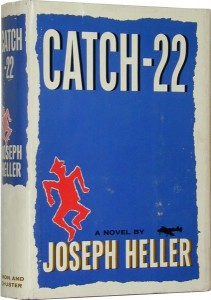 CATCH
-22
JOSEPH
HELLER
SIMON AND
SCHUSTER
CATCH-22
A NOVEL BY
JOSEPH HELLER